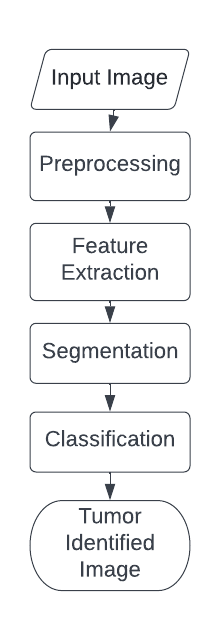 Input Image
Preprocessing
Feature
Extraction
Segmentation
Classification
Tumor
Identified
Image